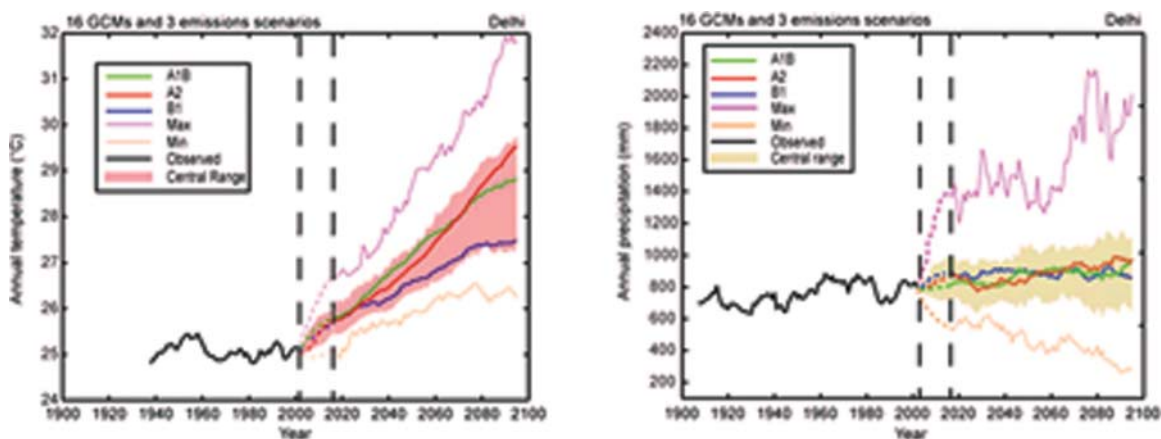 16 GCMs and 3 emissions scenarios Delhi
32
31
30
29
28
27
26
25
24
Annual temperature (°C)
A1B
A2
B1
Max
Min
Observed
Central Range
1900 1920 1940 1960 1980 2000 2020 2040 2060 2080 2100
Year
16 GCMs and 3 emissions scenarios Delhi
2400
2200
2000
1800
1600
1400
1200
1000
800
600
400
200
Annual precipitation (mm)
A1B
A2
B1
Max
Min
Observed
Central range
1900 1920 1940 1960 1980 2000 2020 2040 2060 2080 2100
Year